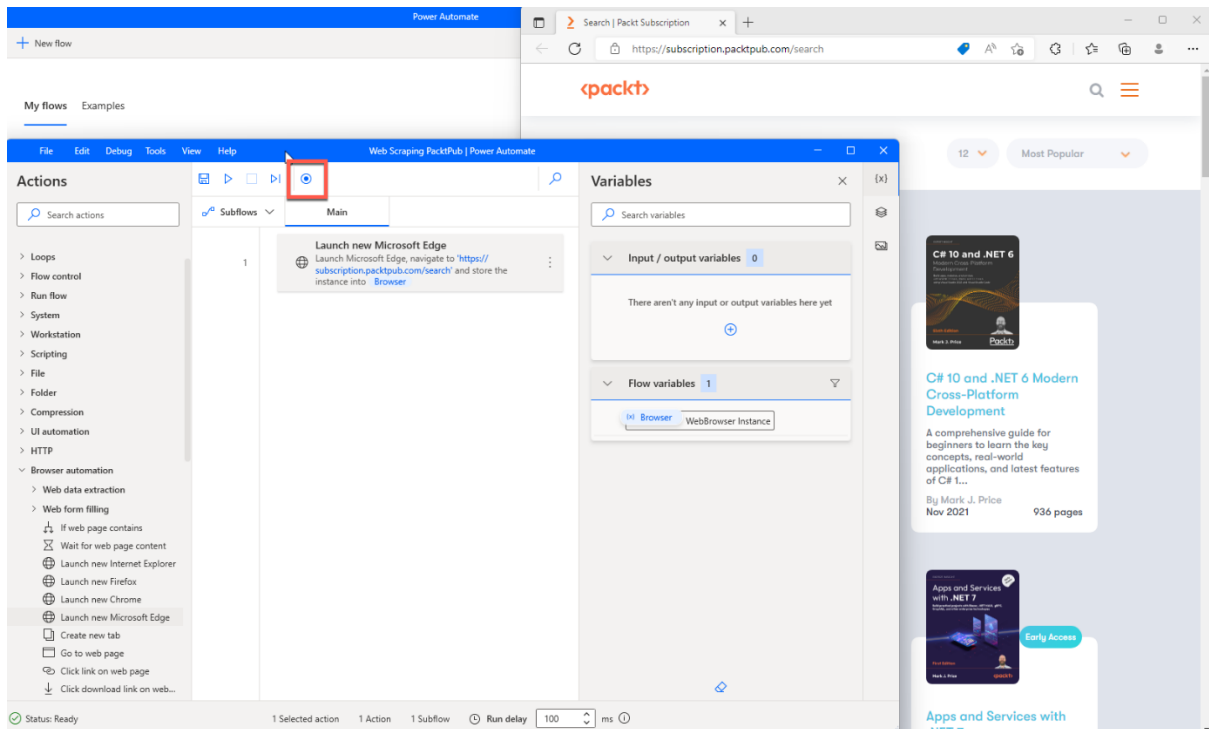 Power Automate
New flow
My flows Examples
Search | Packt Subscription
https://subscription.packtpub.com/search
<packt>
12 Most Popular
File Edit Debug Tools View Help
Web Scraping PacktPub | Power Automate
Actions
Search actions
Loops
Flow control
Run flow
System
Workstation
Scripting
File
Folder
Compression
UI automation
HTTP
Browser automation
Web data extraction
Web form filling
If web page contains
Wait for web page content
Launch new Internet Explorer
Launch new Firefox
Launch new Chrome
Launch new Microsoft Edge
Create new tab
Go to web page
Click link on web page
Click download link on web...
Subflows Main
1
Launch new Microsoft Edge
Launch Microsoft Edge, navigate to 'https://
subscription.packtpub.com/search' and store the
instance into Browser
Variables
{x}
Search variables
Input / output variables 0
There aren't any input or output variables here yet
Flow variables 1
(x) Browser WebBrowser Instance
C# 10 and .NET 6
Modern Cross-Platform
Development
Mark J. Price
Packt>
C# 10 and .NET 6 Modern
Cross-Platform
Development
A comprehensive guide for
beginners to learn the key
concepts, real-world
applications, and latest features
of C# 1...
By Mark J. Price
Nov 2021 936 pages
Apps and Services
with .NET 7
Mark J. Price
Early Access
Apps and Services with
Status: Ready
1 Selected action 1 Action 1 Subflow Run delay 100 ms